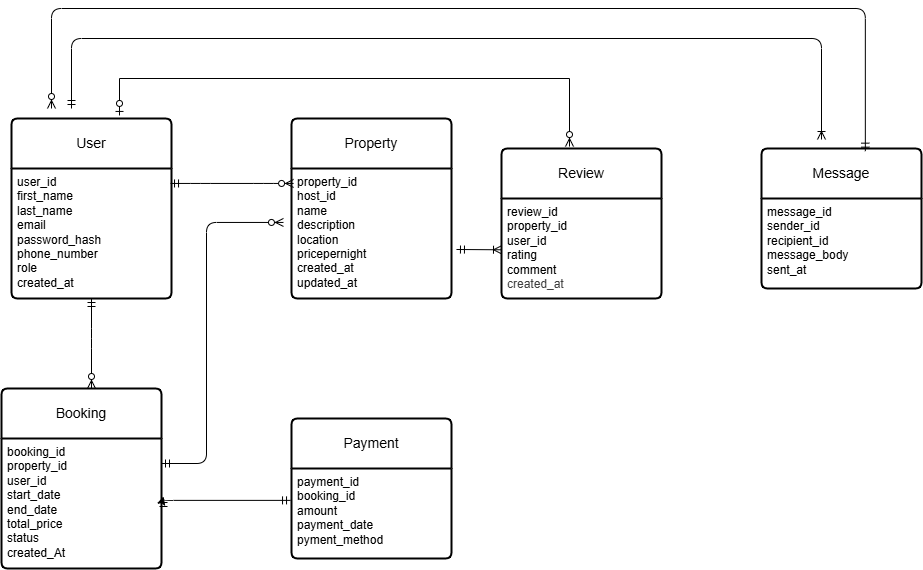 User
user_id
first_name
last_name
email
password_hash
phone_number
role
created_at
Property
property_id
host_id
name
description
location
pricepernight
created_at
updated_at
Review
review_id
property_id
user_id
rating
comment
created_at
Message
message_id
sender_id
recipient_id
message_body
sent_at
Booking
booking_id
property_id
user_id
start_date
end_date
total_price
status
created_At
Payment
payment_id
booking_id
amount
payment_date
pyment_method